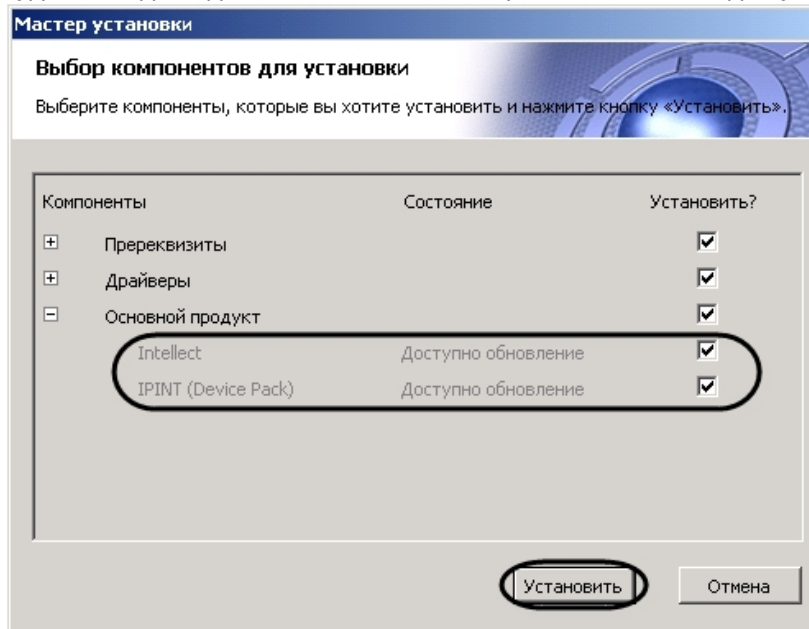 Мастер установки
Выбор компонентов для установки
Выберите компоненты, которые вы хотите установить и нажмите кнопку «Установить».
Компоненты Состояние Установить?
Пререквизиты
Драйверы
Основной продукт
Intellect Доступно обновление
IPINT (Device Pack) Доступно обновление
Установить Отмена